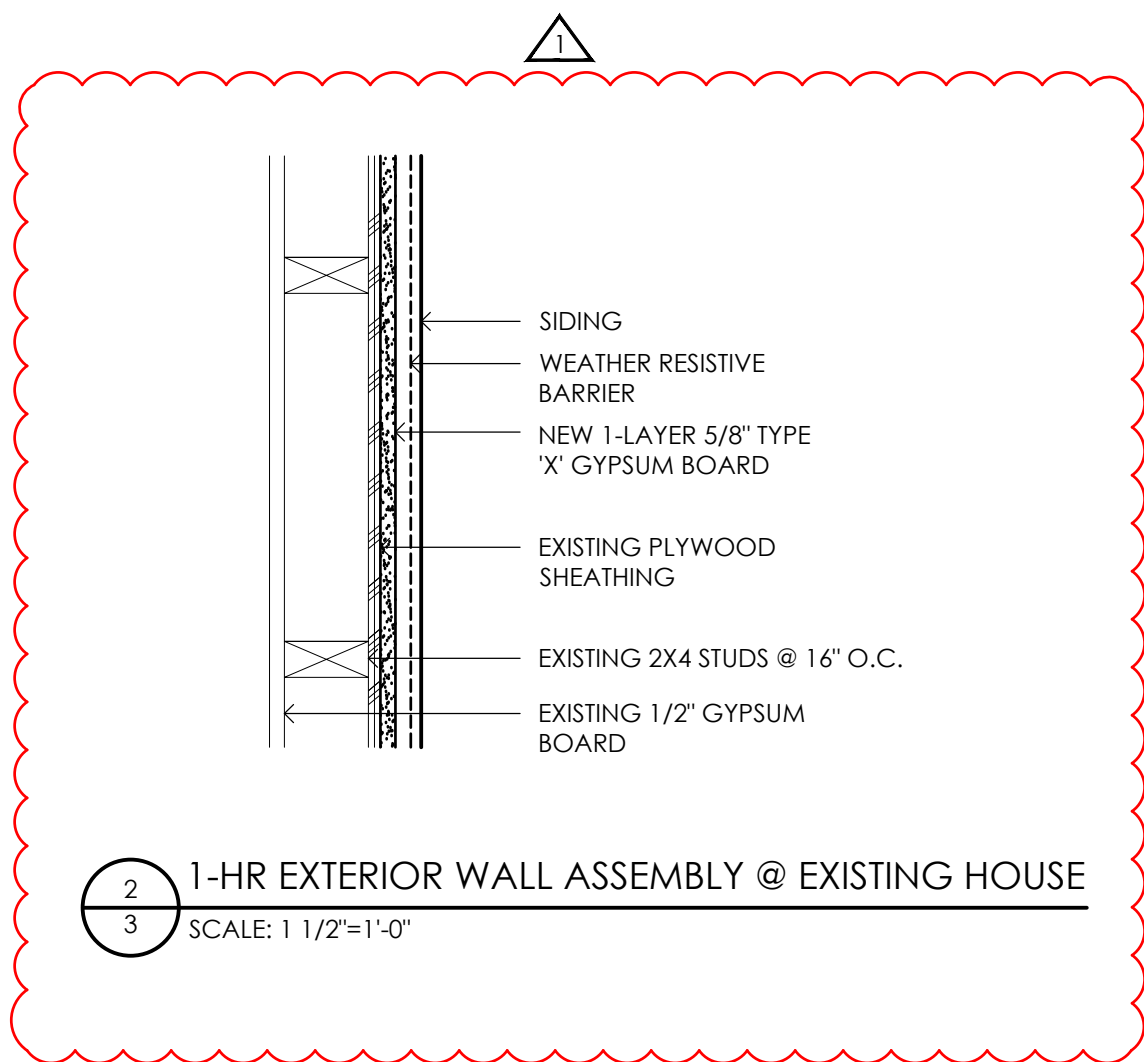 1
SIDING
WEATHER RESISTIVE
BARRIER
NEW 1-LAYER 5/8" TYPE
'X' GYPSUM BOARD
EXISTING PLYWOOD
SHEATHING
EXISTING 2X4 STUDS @ 16" O.C.
EXISTING 1/2" GYPSUM
BOARD
2
1-HR EXTERIOR WALL ASSEMBLY @ EXISTING HOUSE
3
SCALE: 1 1/2"=1'-0"